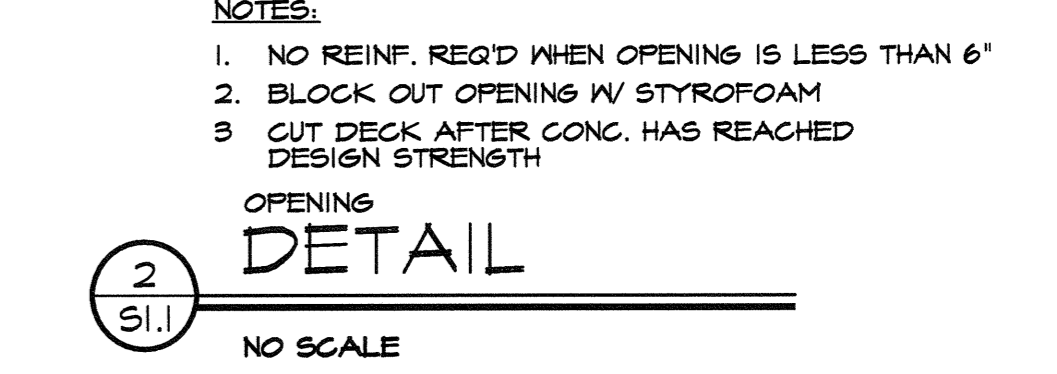 NOTES:
1. NO REINF. REQ'D WHEN OPENING IS LESS THAN 6"
2. BLOCK OUT OPENING W/ STYROFOAM
3 CUT DECK AFTER CONC. HAS REACHED
DESIGN STRENGTH
OPENING
DETAIL
2
S1.1
NO SCALE